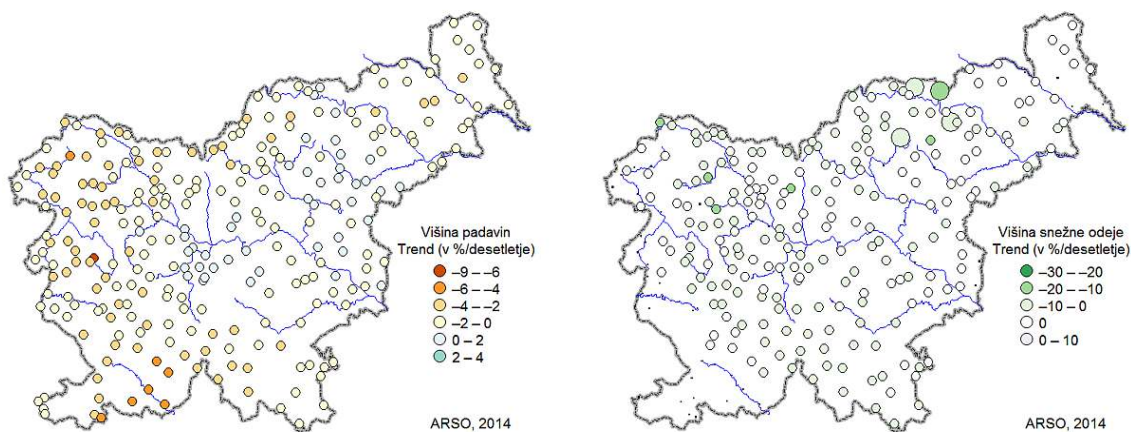 Višina padavin
Trend (v %/desetletje)
–9 – –6
–6 – –4
–4 – –2
–2 – 0
0 – 2
2 – 4
ARSO, 2014
Višina snežne odeje
Trend (v %/desetletje)
–30 – –20
–20 – –10
–10 – 0
0
0 – 10
ARSO, 2014